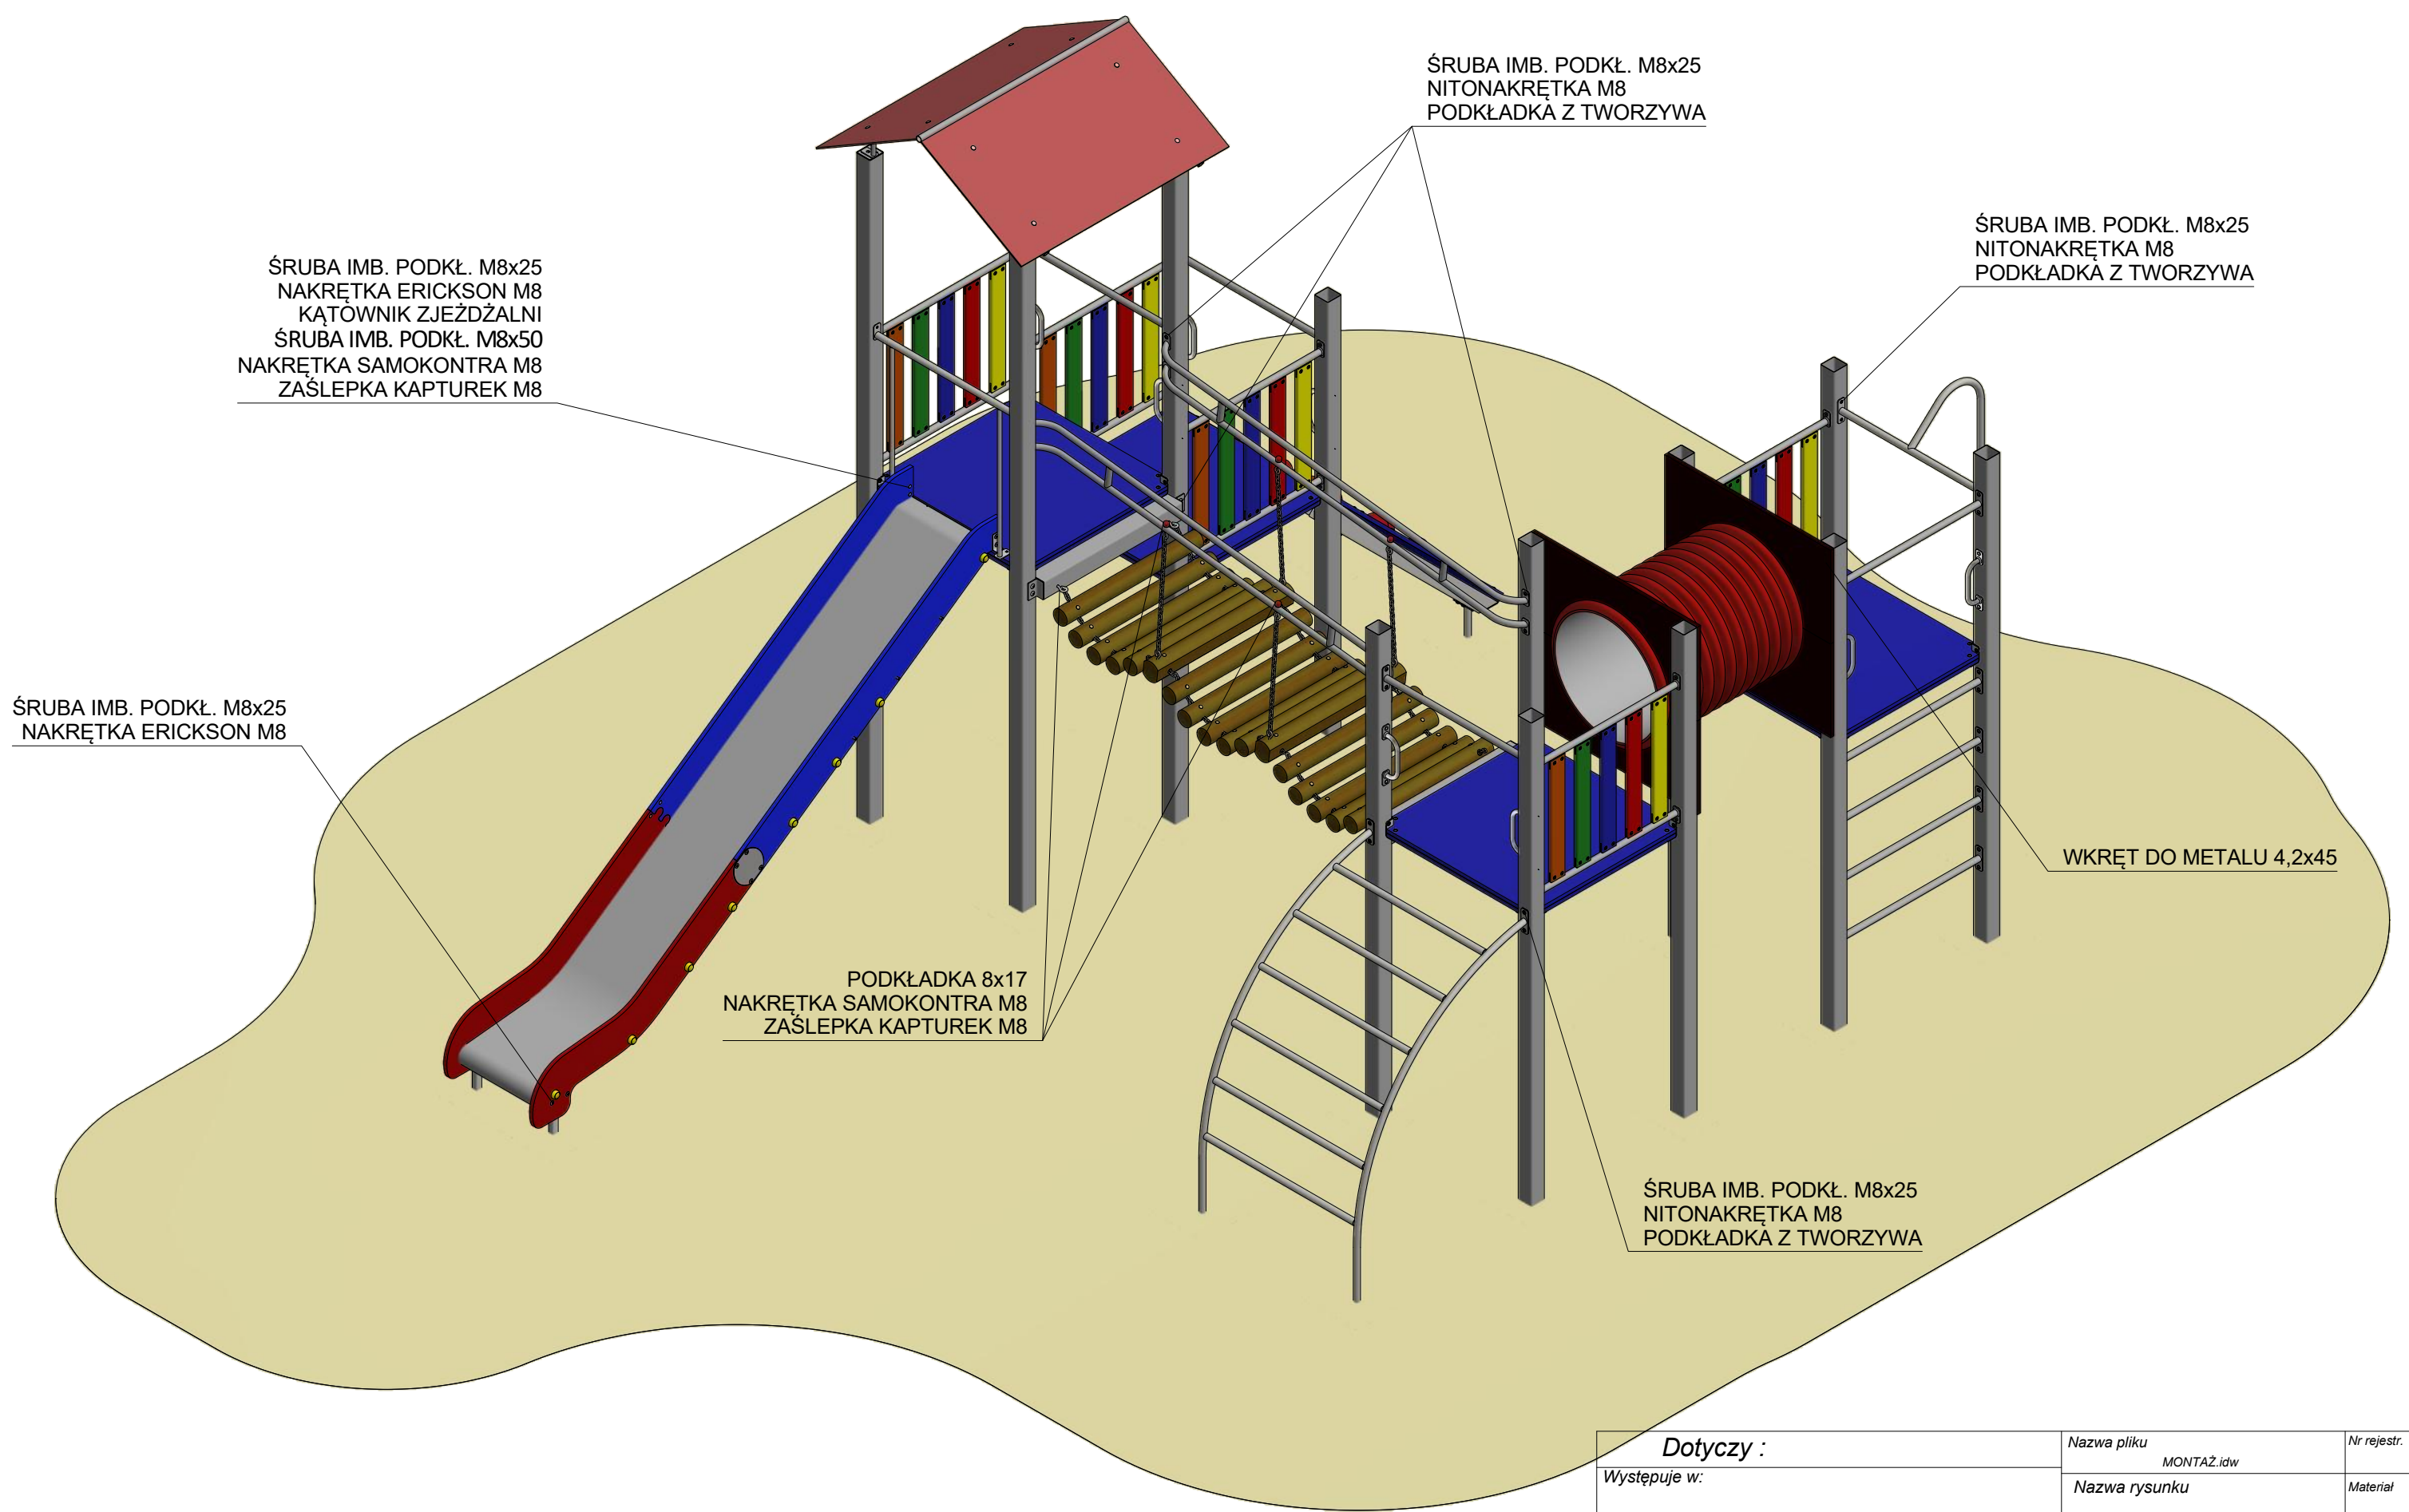 ŚRUBA IMB. PODKŁ. M8x25
NITONAKRĘTKA M8
PODKŁADKA Z TWORZYWA
ŚRUBA IMB. PODKŁ. M8x25
NITONAKRĘTKA M8
PODKŁADKA Z TWORZYWA
ŚRUBA IMB. PODKŁ. M8x25
NAKRĘTKA ERICKSON M8
KĄTOWNIK ZJEŻDŻALNI
ŚRUBA IMB. PODKŁ. M8x50
NAKRĘTKA SAMOKONTRA M8
ZAŚLEPKA KAPTUREK M8
ŚRUBA IMB. PODKŁ. M8x25
NAKRĘTKA ERICKSON M8
WKRĘT DO METALU 4,2x45
PODKŁADKA 8x17
NAKRĘTKA SAMOKONTRA M8
ZAŚLEPKA KAPTUREK M8
ŚRUBA IMB. PODKŁ. M8x25
NITONAKRĘTKA M8
PODKŁADKA Z TWORZYWA
Dotyczy :
Występuje w:
Nazwa pliku
MONTAŻ.idw
Nazwa rysunku
Nr rejestr.
Materiał